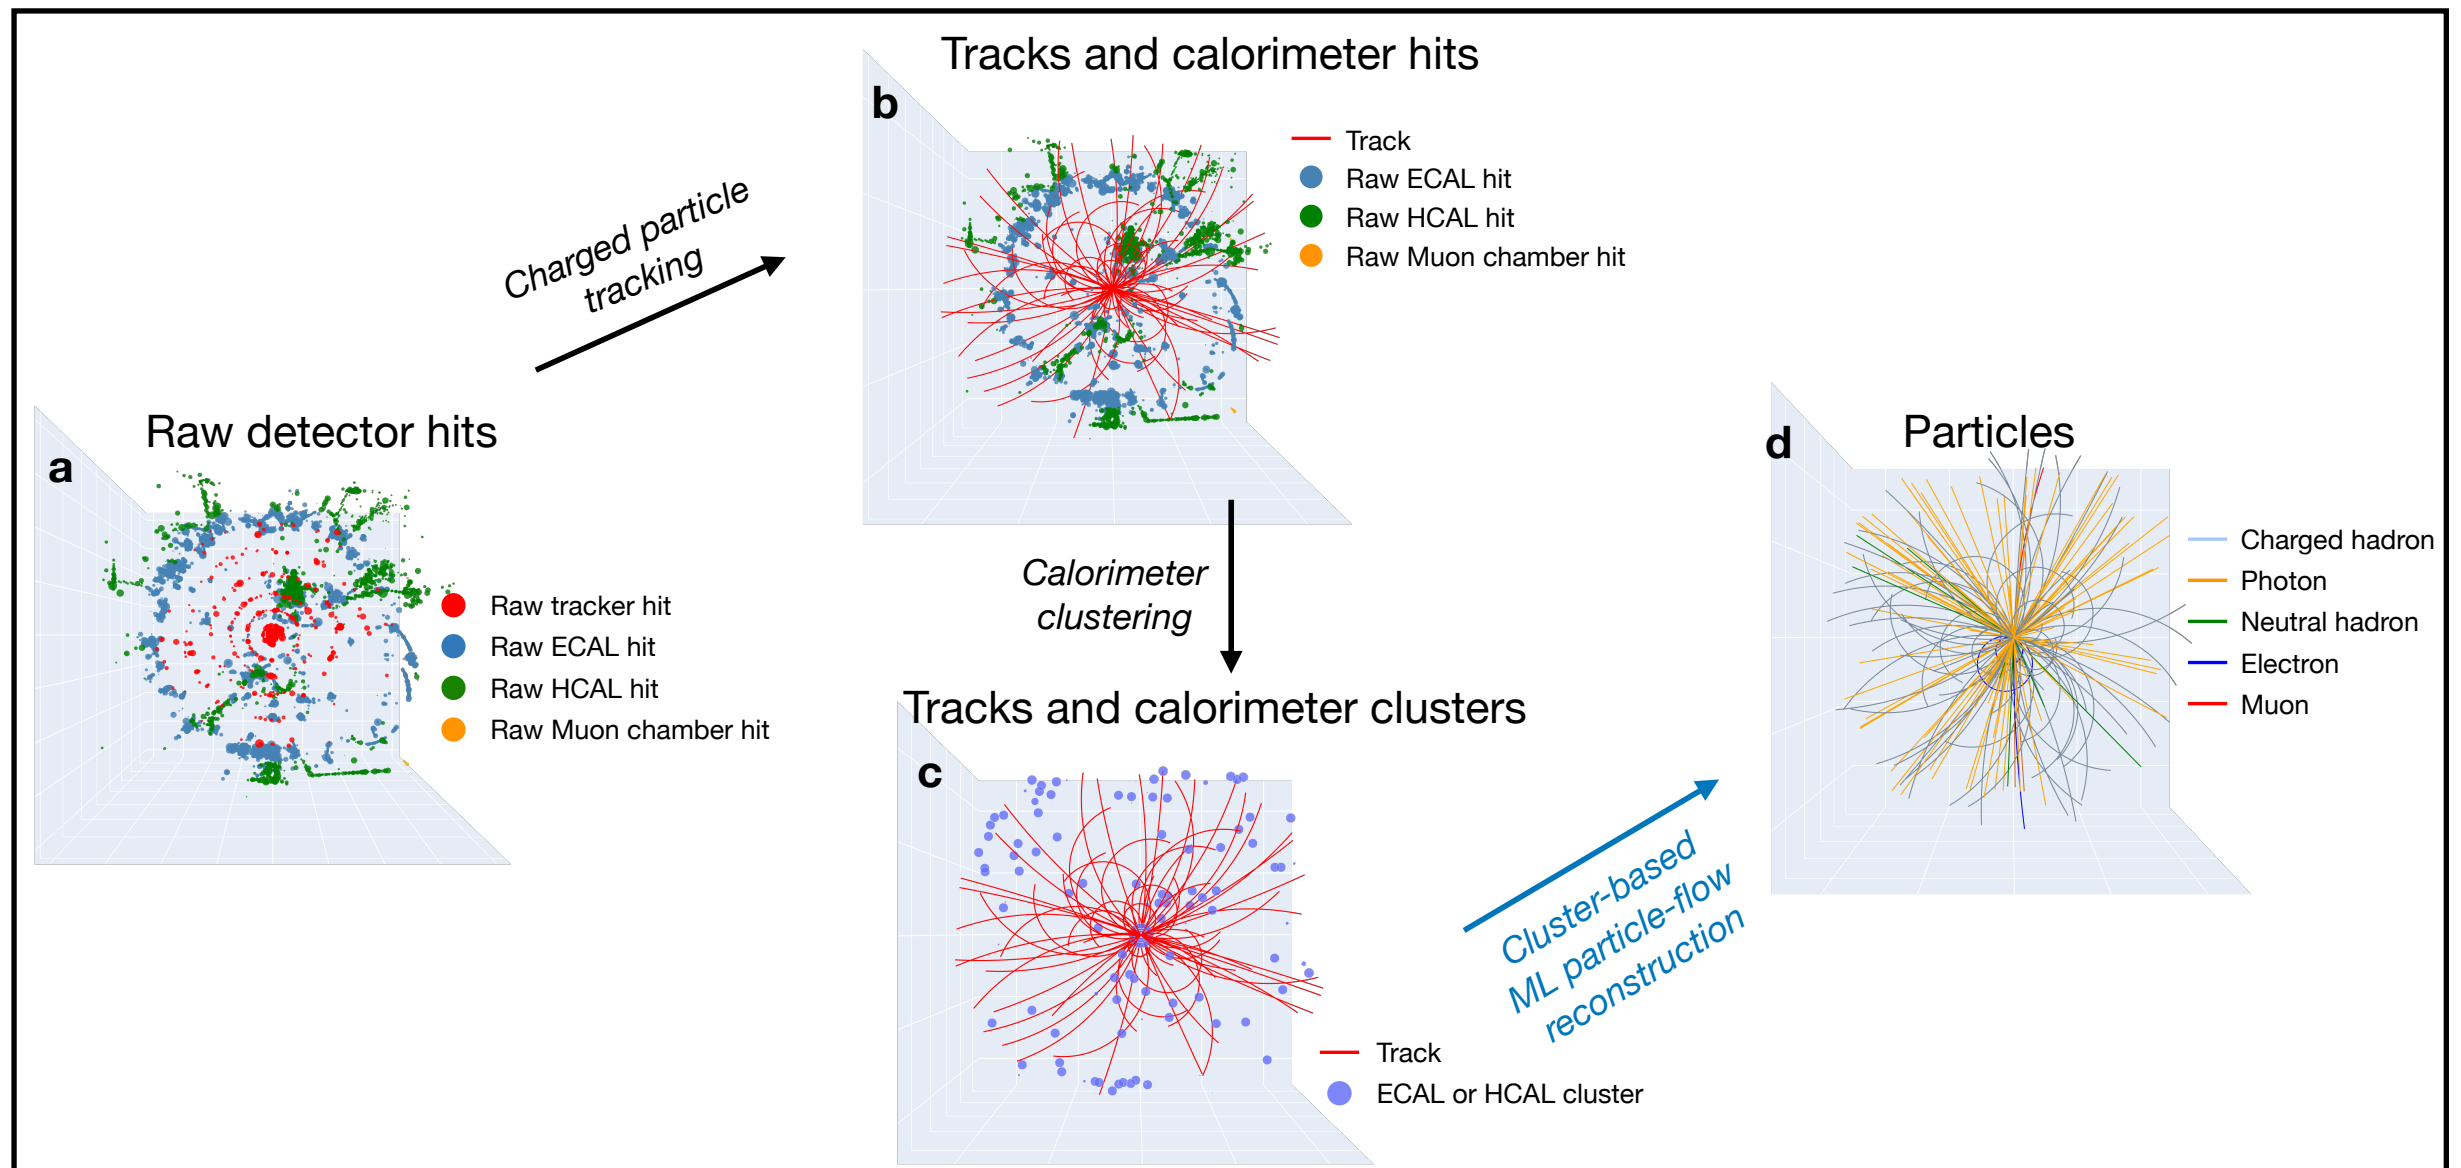 Raw detector hits
a
Raw tracker hit
Raw ECAL hit
Raw HCAL hit
Raw Muon chamber hit
Charged particle
tracking
Tracks and calorimeter hits
b
Track
Raw ECAL hit
Raw HCAL hit
Raw Muon chamber hit
Calorimeter
clustering
Tracks and calorimeter clusters
c
Track
ECAL or HCAL cluster
Cluster-based
ML particle-flow
reconstruction
Particles
d
Charged hadron
Photon
Neutral hadron
Electron
Muon